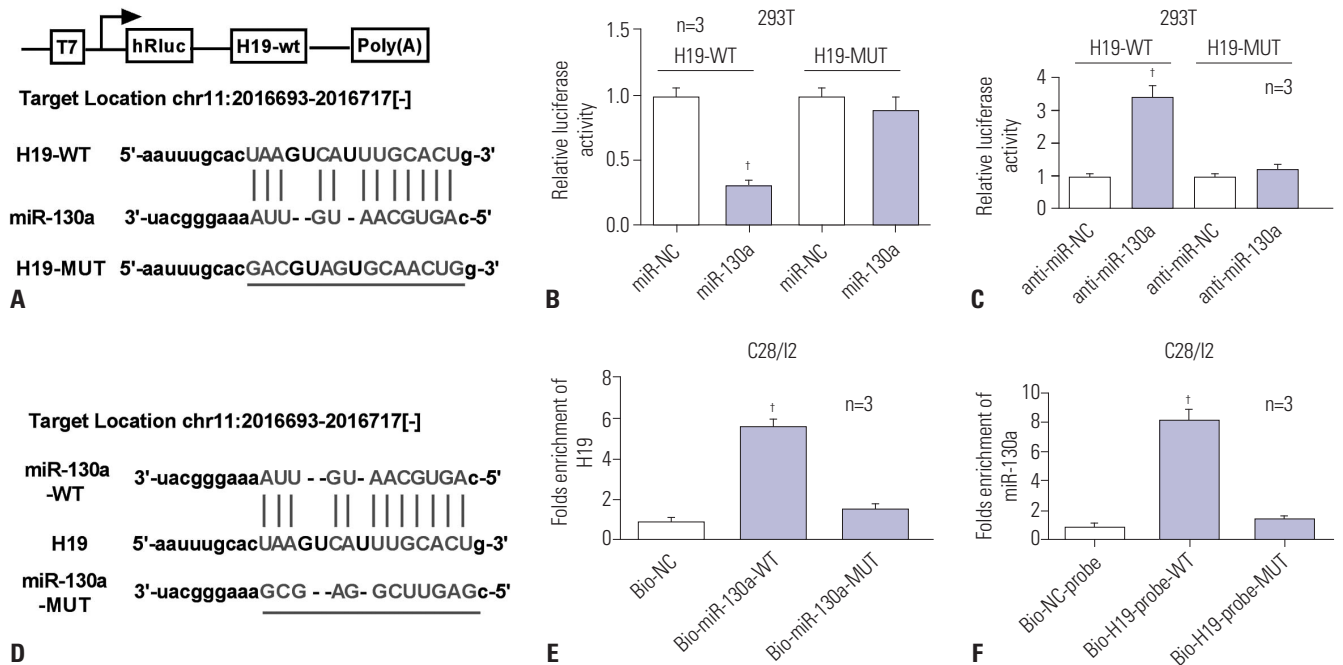 T7 hRluc H19-wt Poly(A)
Target Location chr11:2016693-2016717[-]
H19-WT 5'-aauuugcacUAAGUCAUUUGCACUg-3'
miR-130a 3'-uacgggaaaAUU--GU-AACGUGAc-5'
H19-MUT 5'-aauuugcacGACGUAGUGCAACUGg-3'
A
293T
n=3
H19-WT H19-MUT
Relative luciferase
activity
1.5
1.0
0.5
0.0
miR-NC miR-130a miR-NC miR-130a
†
B
293T
H19-WT H19-MUT
n=3
Relative luciferase
activity
4
3
2
1
0
†
anti-miR-NC anti-miR-130a anti-miR-NC anti-miR-130a
C
Target Location chr11:2016693-2016717[-]
miR-130a
-WT
3'-uacgggaaaAUU--GU-AACGUGAc-5'
H19 5'-aauuugcacUAAGUCAUUUGCACUg-3'
miR-130a
-MUT
3'-uacgggaaaGCG--AG-GCUUGAGc-5'
D
C28/I2
n=3
Folds enrichment of
H19
8
6
4
2
0
†
Bio-NC Bio-miR-130a-WT Bio-miR-130a-MUT
E
C28/I2
n=3
Folds enrichment of
miR-130a
10
8
6
4
2
0
†
Bio-NC-probe Bio-H19-probe-WT Bio-H19-probe-MUT
F